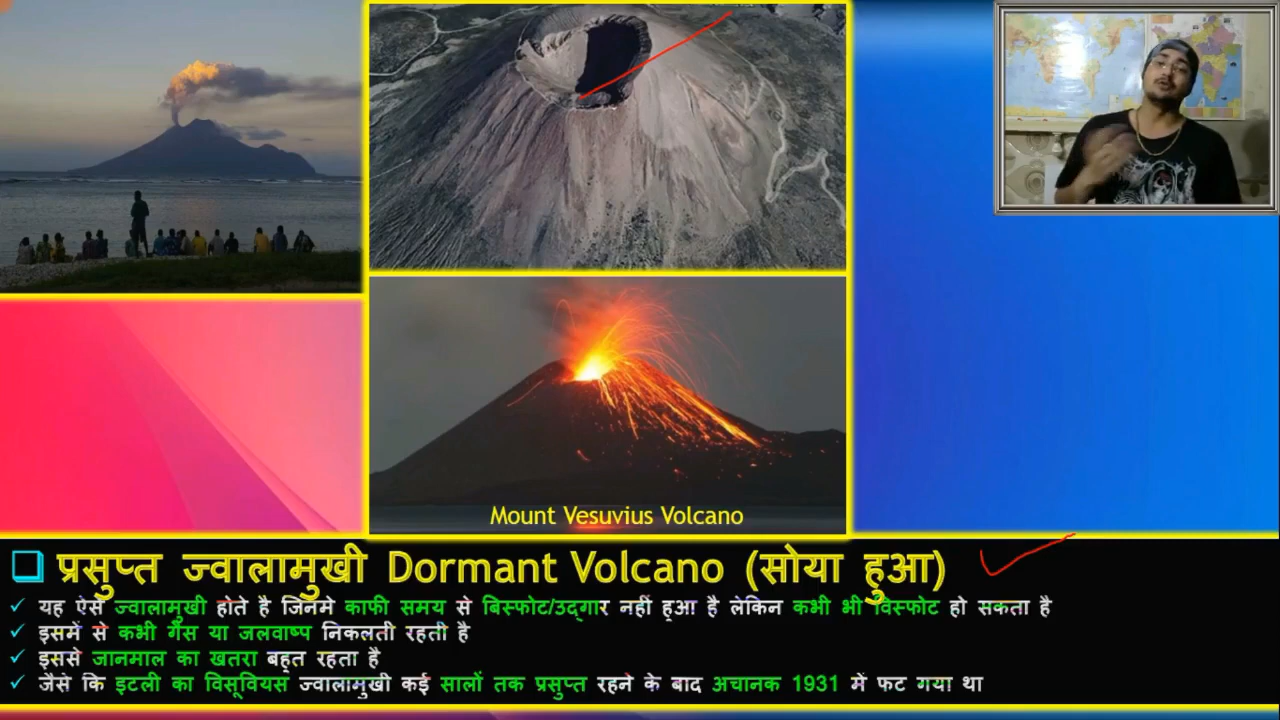 Mount Vesuvius Volcano
प्रसुप्त ज्वालामुखी Dormant Volcano (सोया हुआ)
यह ऐसे ज्वालामुखी होते है जिनमे काफी समय से बिस्फोट/उद्गार नहीं हुआ है लेकिन कभी भी विस्फोट हो सकता है
इसमें से कभी गैस या जलवाष्प निकलती रहती है
इससे जानमाल का खतरा बहुत रहता है
जैसे कि इटली का विसूवियस ज्वालामुखी कई सालों तक प्रसुप्त रहने के बाद अचानक 1931 में फट गया था